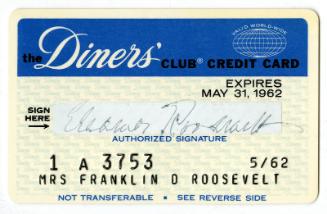 VALID WORLD-WIDE
the Diners' CLUB® CREDIT CARD
EXPIRES
MAY 31, 1962
SIGN
HERE →
Eleanor Roosevelt
AUTHORIZED SIGNATURE
1 A 3753 5/62
MRS FRANKLIN D ROOSEVELT
NOT TRANSFERABLE • SEE REVERSE SIDE